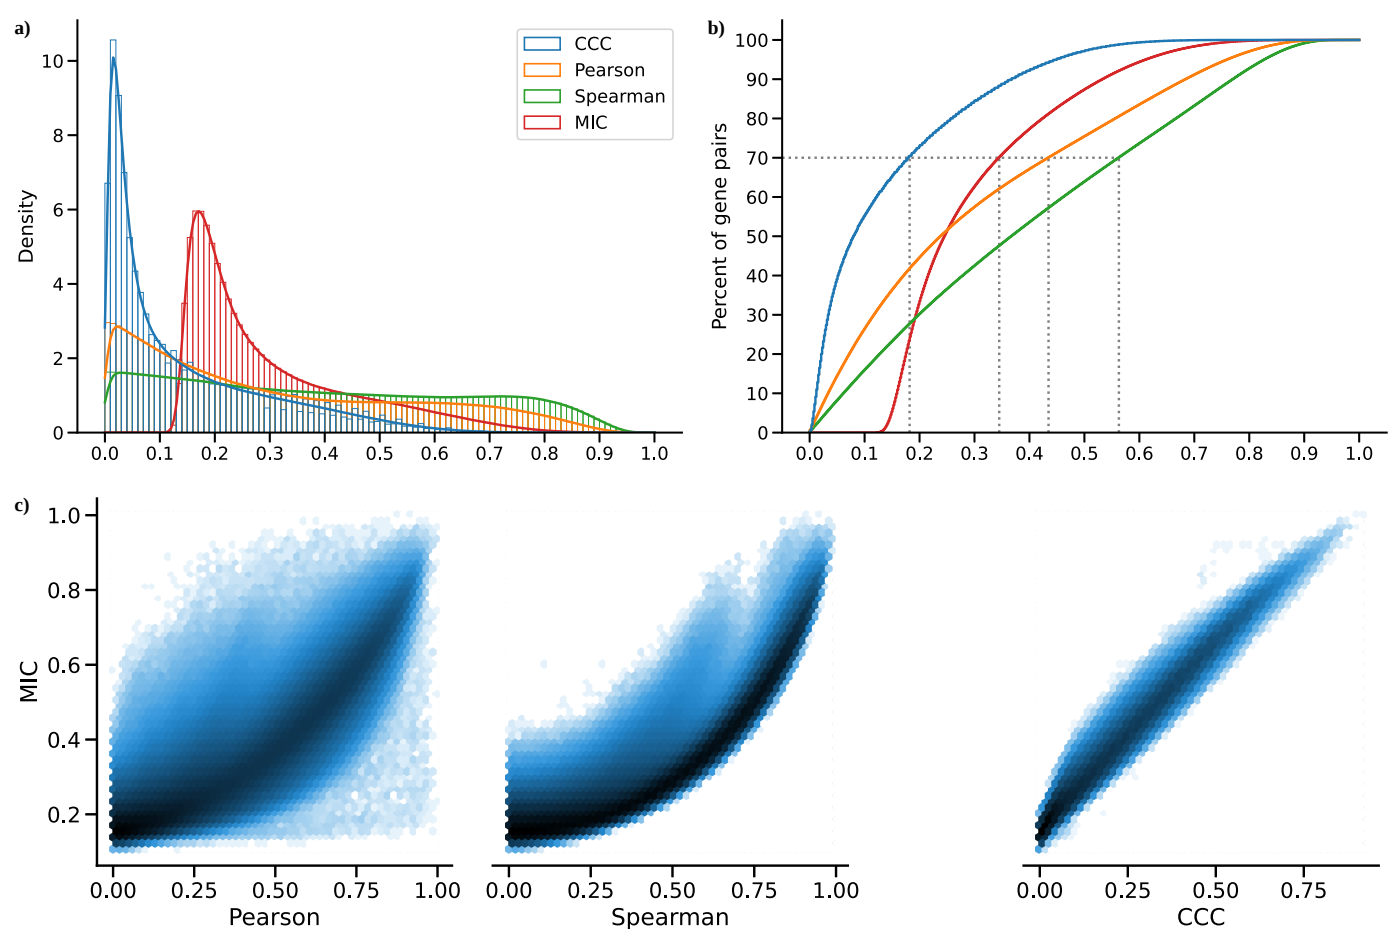 a)
Density
10
8
6
4
2
0
0.0 0.1 0.2 0.3 0.4 0.5 0.6 0.7 0.8 0.9 1.0
CCC
Pearson
Spearman
MIC
b)
Percent of gene pairs
100
90
80
70
60
50
40
30
20
10
0
0.0 0.1 0.2 0.3 0.4 0.5 0.6 0.7 0.8 0.9 1.0
c)
MIC
1.0
0.8
0.6
0.4
0.2
0.00 0.25 0.50 0.75 1.00
Pearson
0.00 0.25 0.50 0.75 1.00
Spearman
0.00 0.25 0.50 0.75
CCC